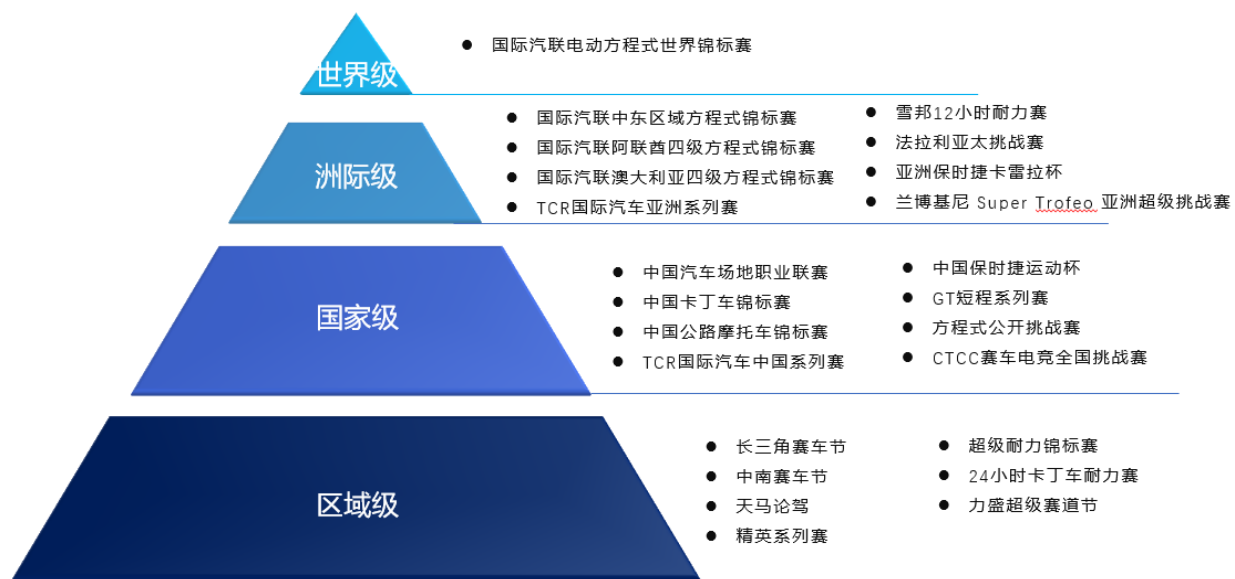 世界级
● 国际汽联电动方程式世界锦标赛
洲际级
● 国际汽联中东区域方程式锦标赛
● 国际汽联阿联酋四级方程式锦标赛
● 国际汽联澳大利亚四级方程式锦标赛
● TCR国际汽车亚洲系列赛
● 雪邦12小时耐力赛
● 法拉利亚太挑战赛
● 亚洲保时捷卡雷拉杯
● 兰博基尼 Super Trofeo 亚洲超级挑战赛
国家级
● 中国汽车场地职业联赛
● 中国卡丁车锦标赛
● 中国公路摩托车锦标赛
● TCR国际汽车中国系列赛
● 中国保时捷运动杯
● GT短程系列赛
● 方程式公开挑战赛
● CTCC赛车电竞全国挑战赛
区域级
● 长三角赛车节
● 中南赛车节
● 天马论驾
● 精英系列赛
● 超级耐力锦标赛
● 24小时卡丁车耐力赛
● 力盛超级赛道节